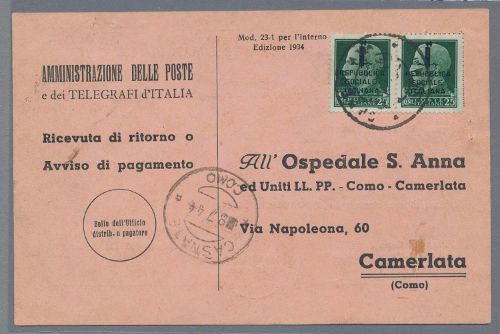 Mod. 23-I per l'interno
Edizione 1934
AMMINISTRAZIONE DELLE POSTE
e dei TELEGRAFI d'ITALIA
REPUBBLICA
SOCIALE
ITALIANA
REPUBBLICA
SOCIALE
ITALIANA
Ricevuta di ritorno o
Avviso di pagamento
All' Ospedale S. Anna
ed Uniti LL. PP. - Como - Camerlata
Via Napoleona, 60
Camerlata
(Como)
Bollo dell'Ufficio
distrib. o pagatore
CASNATE
COMO